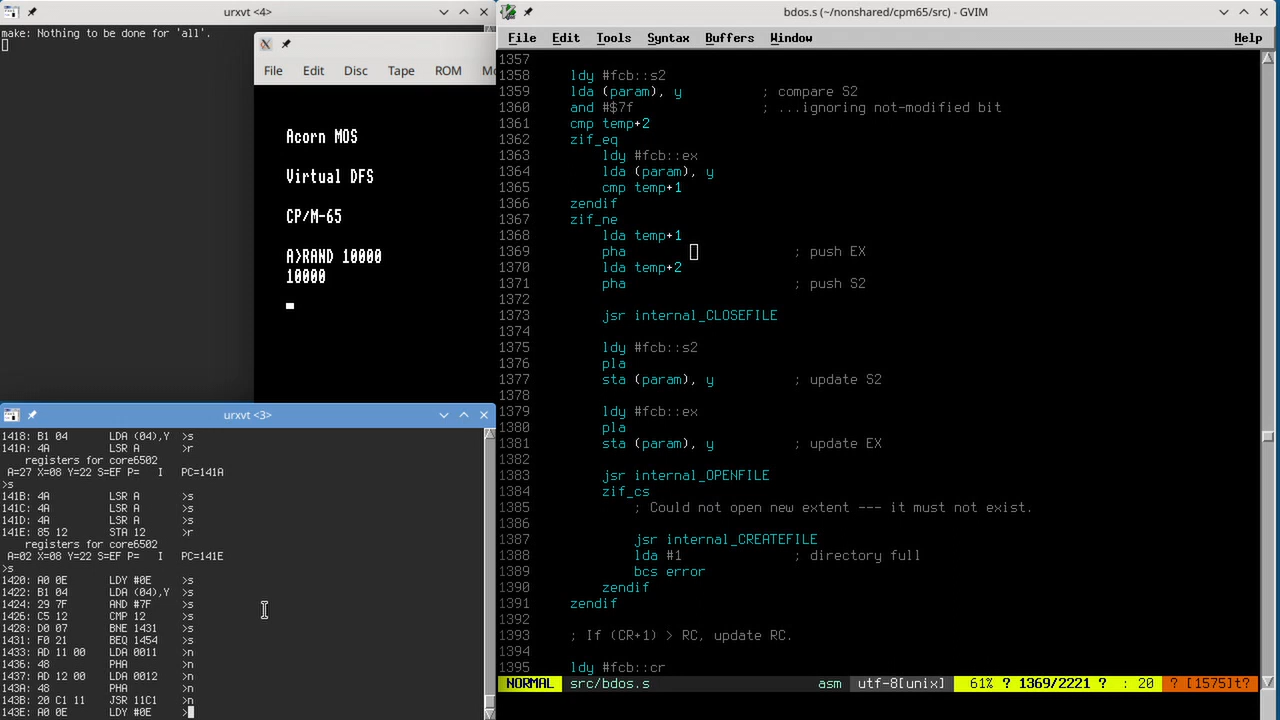 urxvt <4>
make: Nothing to be done for 'all'.
File Edit Disc Tape ROM
Acorn MOS
Virtual DFS
CP/M-65
A>RAND 10000
10000
urxvt <3>
1418: B1 04 LDA (04),Y >s
141A: 4A LSR A >r
registers for core6502
A=27 X=08 Y=22 S=EF P= I PC=141A
>s
141B: 4A LSR A >s
141C: 4A LSR A >s
141D: 4A LSR A >s
141E: 85 12 STA 12 >r
registers for core6502
A=02 X=08 Y=22 S=EF P= I PC=141E
>s
1420: A0 0E LDY #0E >s
1422: B1 04 LDA (04),Y >s
1424: 29 7F AND #7F >s
1426: C5 12 CMP 12 >s
1428: D0 07 BNE 1431 >s
1431: F0 21 BEQ 1454 >s
1433: AD 11 00 LDA 0011 >n
1436: 48 PHA >n
1437: AD 12 00 LDA 0012 >n
143A: 48 PHA >n
143B: 20 C1 11 JSR 11C1 >n
143E: A0 0E LDY #0E >
bdos.s (~/nonshared/cpm65/src) - GVIM
File Edit Tools Syntax Buffers Window Help
1357
1358 ldy #fcb::s2
1359 lda (param), y ; compare S2
1360 and #$7f ; ...ignoring not-modified bit
1361 cmp temp+2
1362 zif_eq
1363 ldy #fcb::ex
1364 lda (param), y
1365 cmp temp+1
1366 zendif
1367 zif_ne
1368 lda temp+1
1369 pha ; push EX
1370 lda temp+2
1371 pha ; push S2
1372
1373 jsr internal_CLOSEFILE
1374
1375 ldy #fcb::s2
1376 pla
1377 sta (param), y ; update S2
1378
1379 ldy #fcb::ex
1380 pla
1381 sta (param), y ; update EX
1382
1383 jsr internal_OPENFILE
1384 zif_cs
1385 ; Could not open new extent --- it must not exist.
1386
1387 jsr internal_CREATEFILE
1388 lda #1 ; directory full
1389 bcs error
1390 zendif
1391 zendif
1392
1393 ; If (CR+1) > RC, update RC.
1394
1395 ldy #fcb::cr
NORMAL src/bdos.s asm utf-8[unix] 61% ? 1369/2221 ? : 20 ? [1575]t?